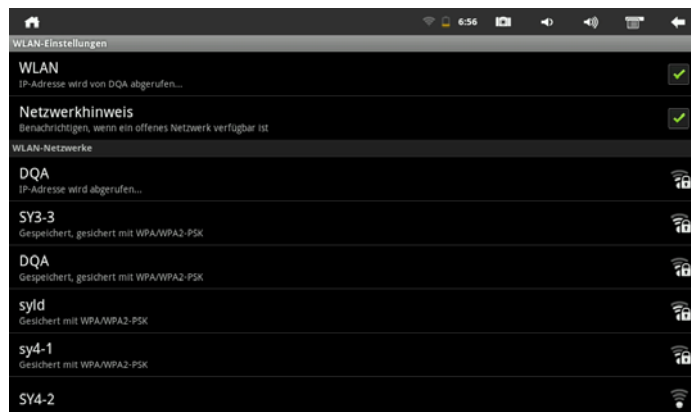 6:56
WLAN-Einstellungen
WLAN
IP-Adresse wird von DQA abgerufen...
Netzwerkhinweis
Benachrichtigen, wenn ein offenes Netzwerk verfügbar ist
WLAN-Netzwerke
DQA
IP-Adresse wird abgerufen...
SY3-3
Gespeichert, gesichert mit WPA/WPA2-PSK
DQA
Gespeichert, gesichert mit WPA/WPA2-PSK
syld
Gesichert mit WPA/WPA2-PSK
sy4-1
Gesichert mit WPA/WPA2-PSK
SY4-2